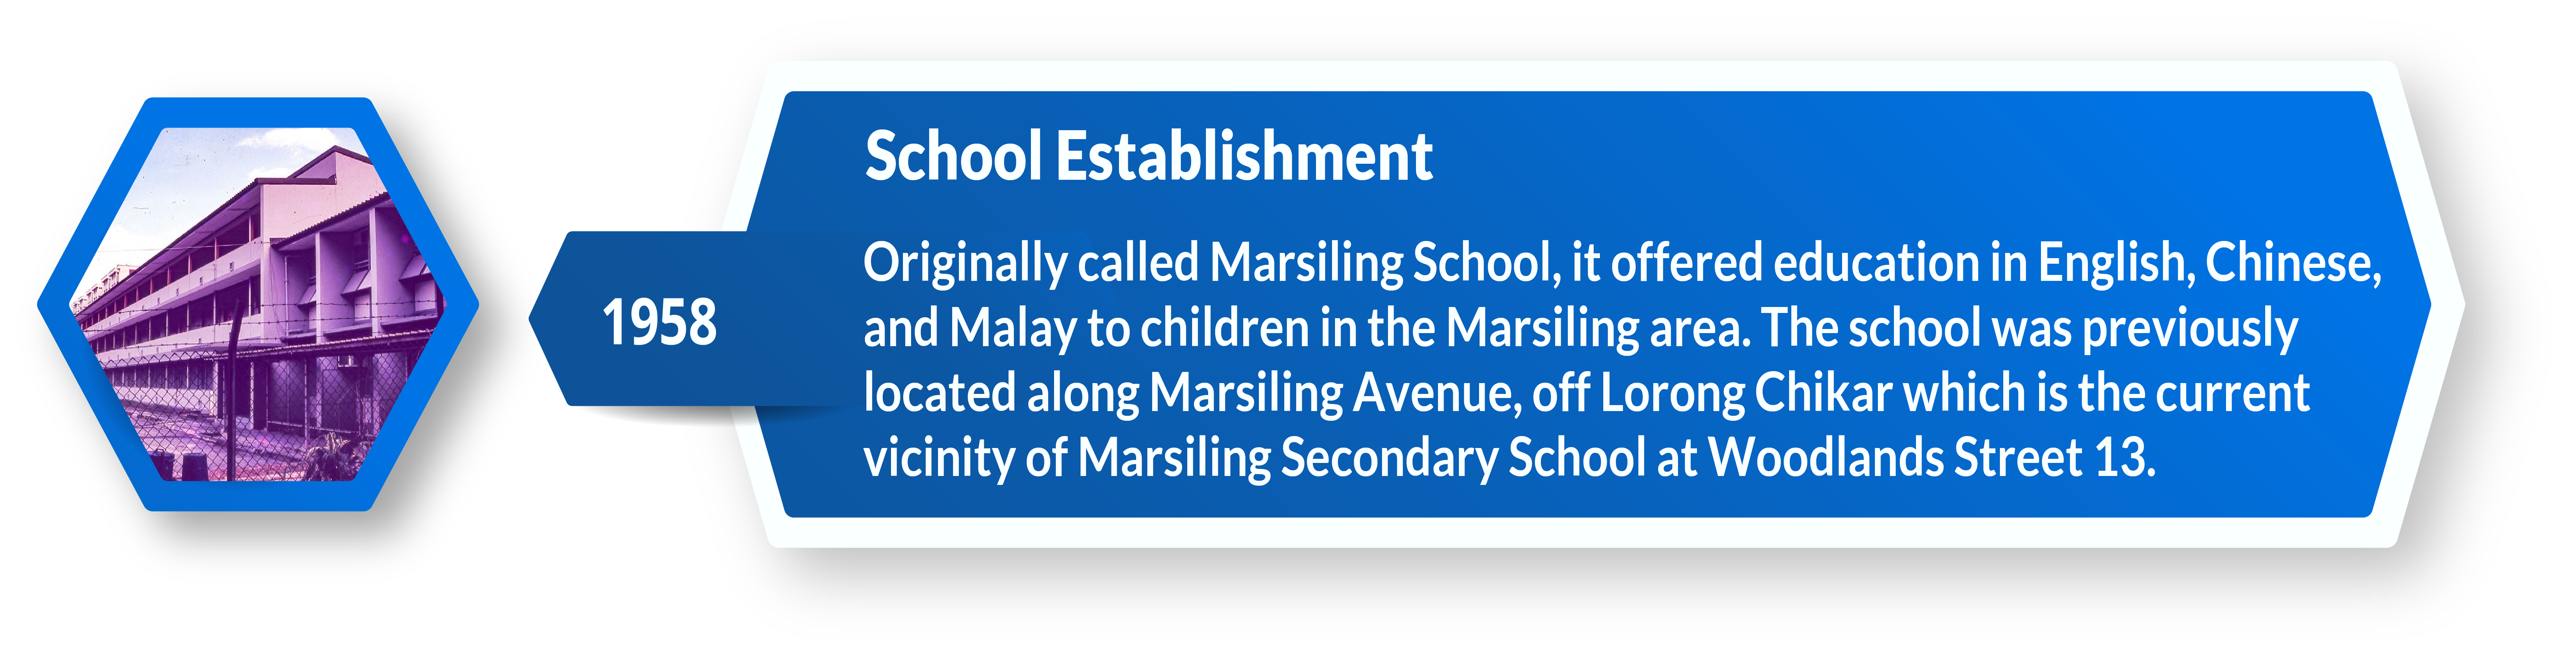 School Establishment
1958
Originally called Marsiling School, it offered education in English, Chinese,
and Malay to children in the Marsiling area. The school was previously
located along Marsiling Avenue, off Lorong Chikar which is the current
vicinity of Marsiling Secondary School at Woodlands Street 13.